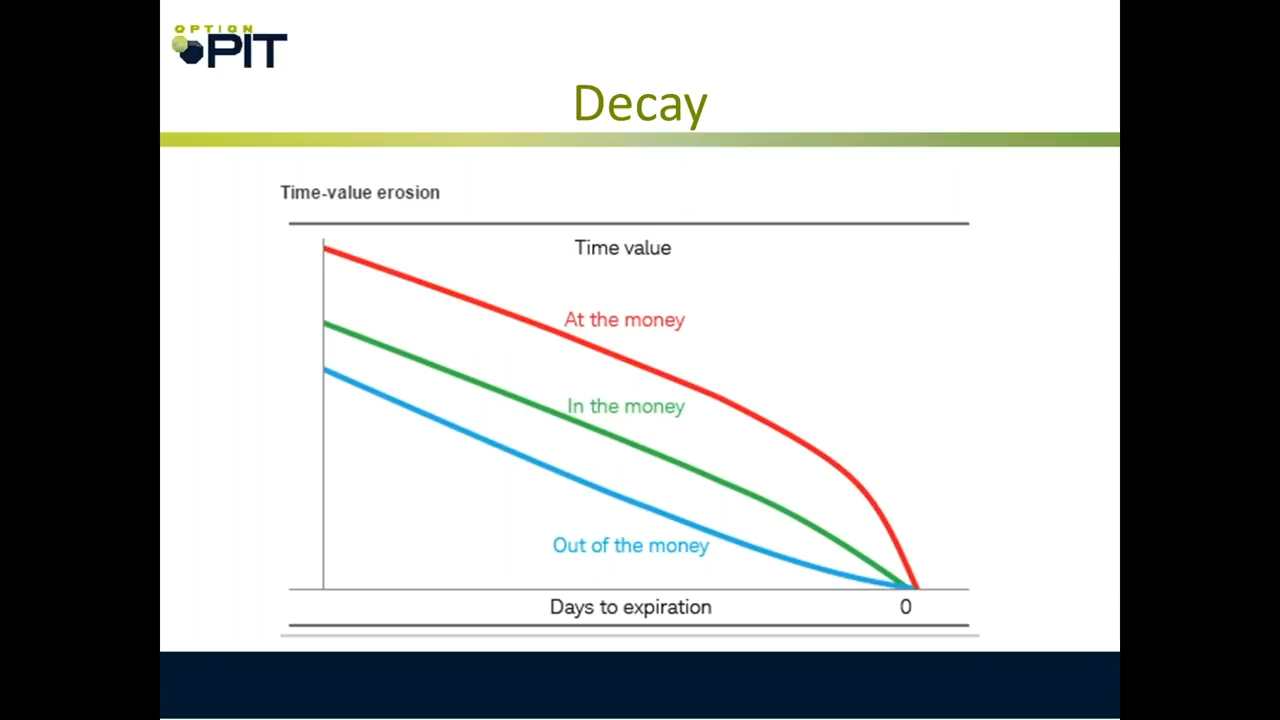 OPTION
PIT
Decay
Time-value erosion
Time value
At the money
In the money
Out of the money
Days to expiration
0